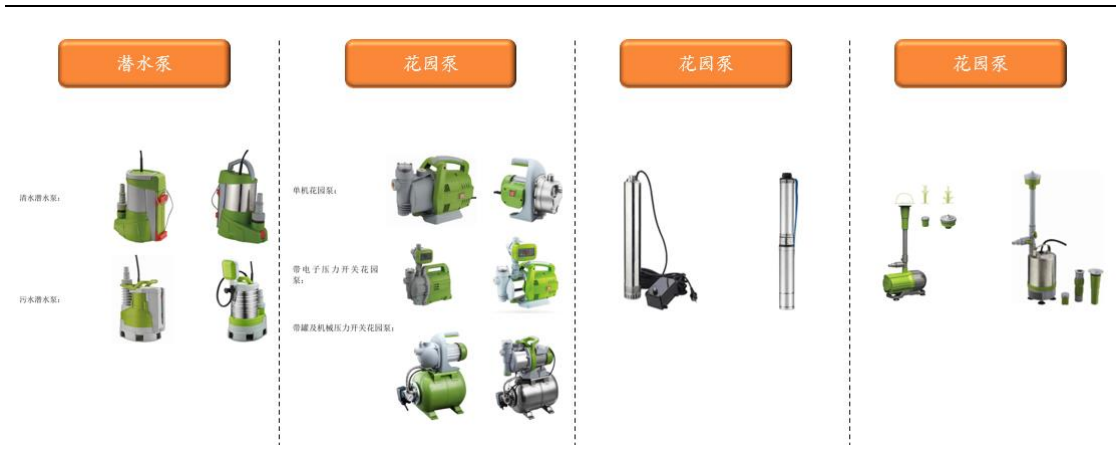 潜水泵
花园泵
花园泵
花园泵
清水潜水泵：
污水潜水泵：
单机花园泵：
带电子压力开关花园
泵：
带罐及机械压力开关花园泵：